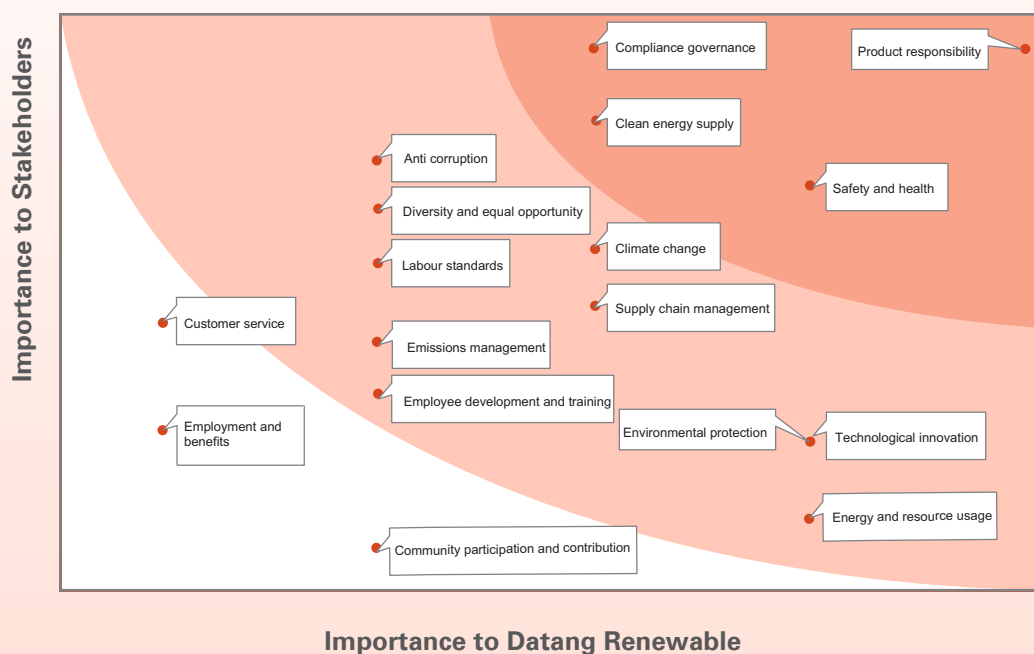 Importance to Stakeholders
Compliance governance
Product responsibility
Clean energy supply
Anti corruption
Safety and health
Diversity and equal opportunity
Climate change
Labour standards
Supply chain management
Customer service
Emissions management
Employee development and training
Employment and
benefits
Environmental protection
Technological innovation
Energy and resource usage
Community participation and contribution
Importance to Datang Renewable